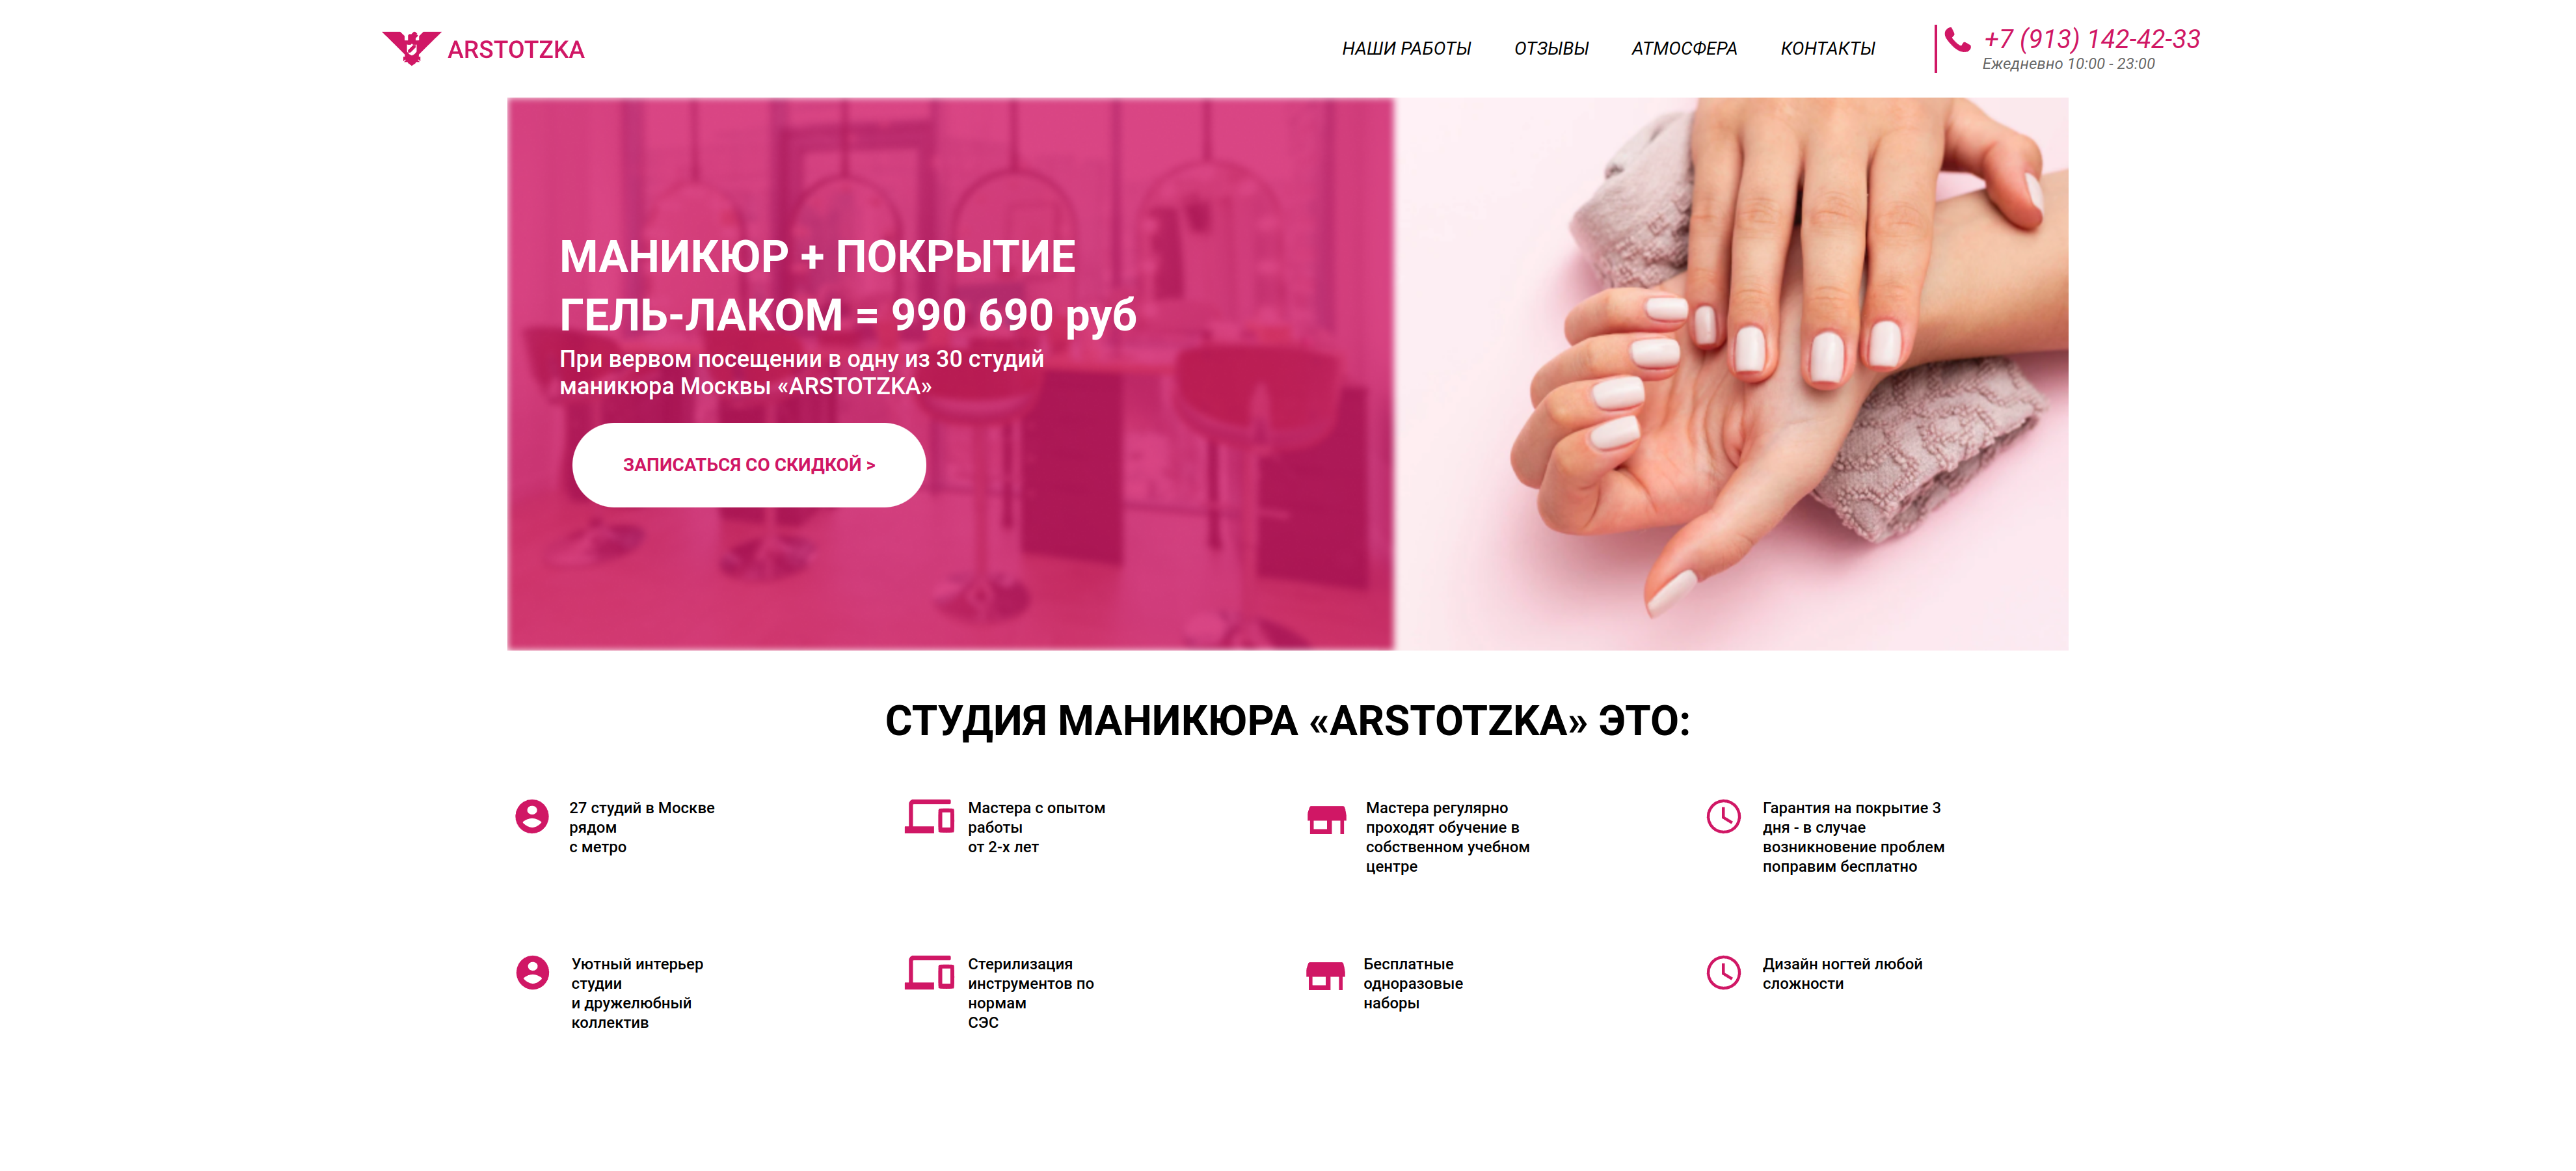 ARSTOTZKA
НАШИ РАБОТЫ
ОТЗЫВЫ
АТМОСФЕРА
КОНТАКТЫ
+7 (913) 142-42-33
Ежедневно 10:00 - 23:00
МАНИКЮР + ПОКРЫТИЕ
ГЕЛЬ-ЛАКОМ = 990 690 руб
При вервом посещении в одну из 30 студий
маникюра Москвы «ARSTOTZKA»
ЗАПИСАТЬСЯ СО СКИДКОЙ >
СТУДИЯ МАНИКЮРА «ARSTOTZKA» ЭТО:
27 студий в Москве
рядом
с метро
Мастера с опытом
работы
от 2-х лет
Мастера регулярно
проходят обучение в
собственном учебном
центре
Гарантия на покрытие 3
дня - в случае
возникновение проблем
поправим бесплатно
Уютный интерьер
студии
и дружелюбный
коллектив
Стерилизация
инструментов по
нормам
СЭС
Бесплатные
одноразовые
наборы
Дизайн ногтей любой
сложности